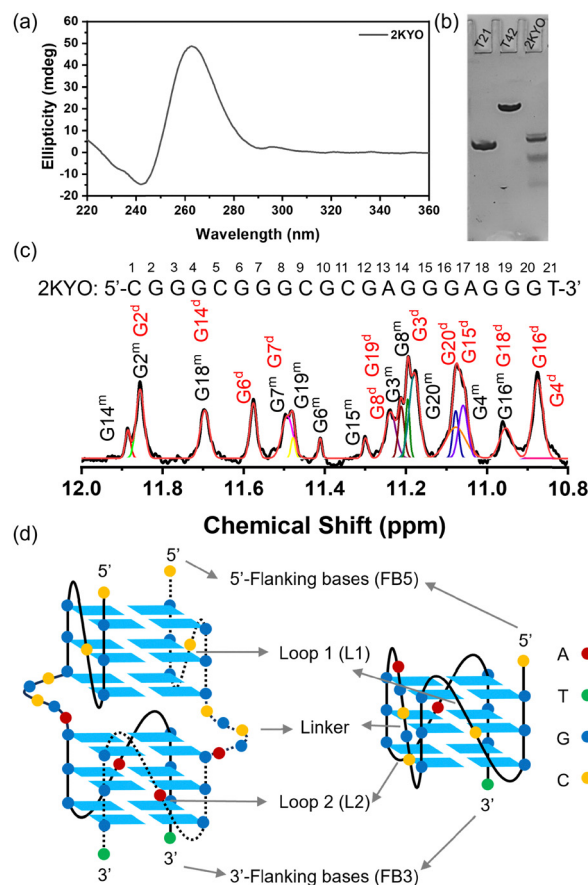 (a)
2KYO
Ellipticity (mdeg)
60
50
40
30
20
10
0
-10
-20
220 240 260 280 300 320 340 360
Wavelength (nm)
(b)
T21 T42 2KYO
(c)
1 2 3 4 5 6 7 8 9 10 11 12 13 14 15 16 17 18 19 20 21
2KYO: 5'-CGGGCGGGCGCGAGGGAGGGT-3'
G14ᵐ G2ᵐ G2ᵈ G14ᵈ G18ᵐ G6ᵈ G7ᵈ G7ᵐ G19ᵐ G6ᵐ G15ᵐ G8ᵈ G19ᵈ G3ᵐ G8ᵐ G3ᵈ G20ᵐ G20ᵈ G15ᵈ G4ᵐ G16ᵐ G18ᵈ G16ᵈ G4ᵈ
12.0 11.8 11.6 11.4 11.2 11.0 10.8
Chemical Shift (ppm)
(d)
5' 5'
5'-Flanking bases (FB5)
5'
Loop 1 (L1)
Linker
Loop 2 (L2)
3' 3'
3'-Flanking bases (FB3)
3'
A
T
G
C